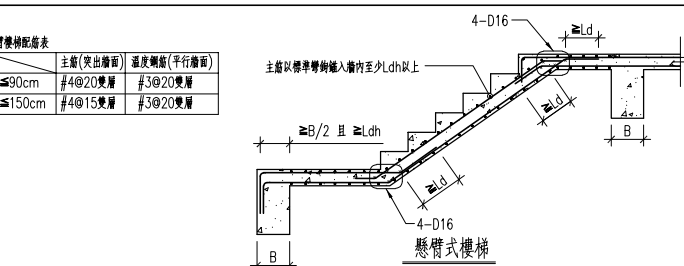 臂樓梯配筋表
主筋(突出牆面) 溫度鋼筋(平行牆面)
≦90cm #4@20雙層 #3@20雙層
≦150cm #4@15雙層 #3@20雙層
4-D16
≧Ld
主筋以標準彎鉤錨入牆內至少Ldh以上
≧Ld
B
≧B/2 且 ≧Ldh
≧Ld
4-D16
B
懸臂式樓梯